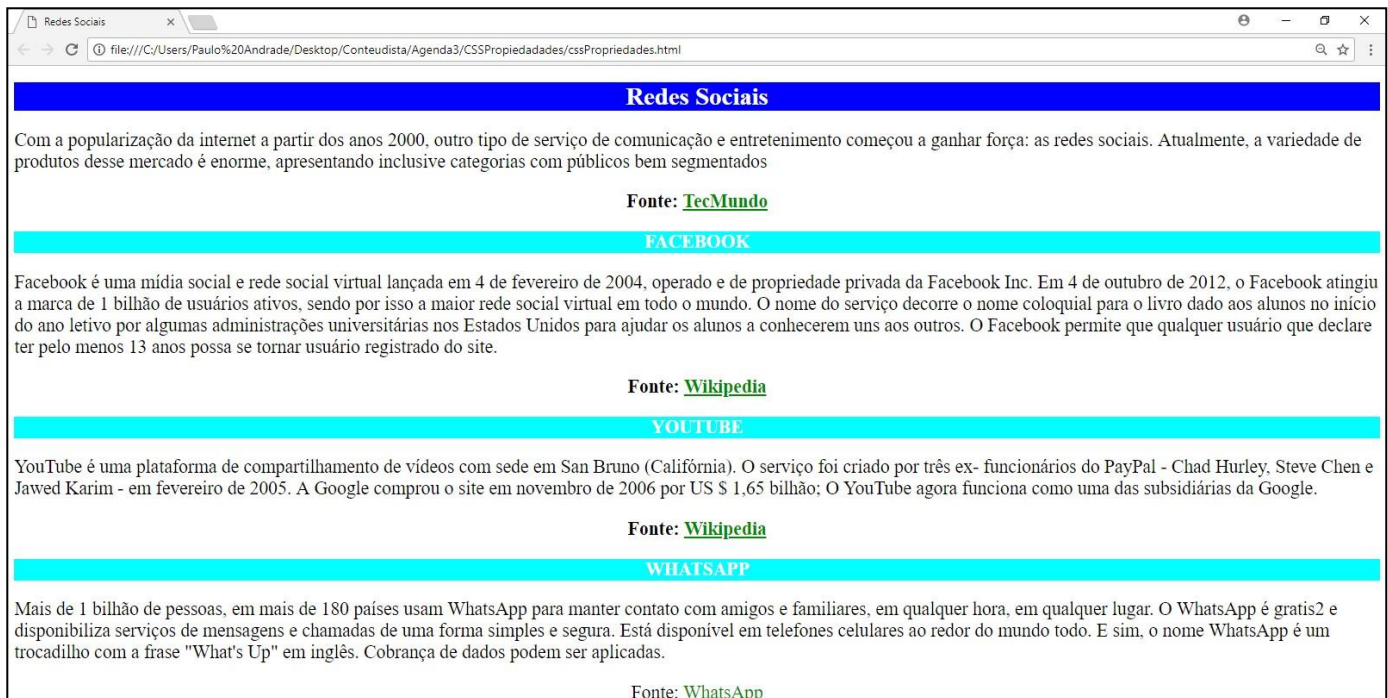 Redes Sociais
file:///C:/Users/Paulo%20Andrade/Desktop/Conteudista/Agenda3/CSSPropiedadades/cssPropriedades.html
Redes Sociais
Com a popularização da internet a partir dos anos 2000, outro tipo de serviço de comunicação e entretenimento começou a ganhar força: as redes sociais. Atualmente, a variedade de
produtos desse mercado é enorme, apresentando inclusive categorias com públicos bem segmentados
Fonte: TecMundo
FACEBOOK
Facebook é uma mídia social e rede social virtual lançada em 4 de fevereiro de 2004, operado e de propriedade privada da Facebook Inc. Em 4 de outubro de 2012, o Facebook atingiu
a marca de 1 bilhão de usuários ativos, sendo por isso a maior rede social virtual em todo o mundo. O nome do serviço decorre o nome coloquial para o livro dado aos alunos no início
do ano letivo por algumas administrações universitárias nos Estados Unidos para ajudar os alunos a conhecerem uns aos outros. O Facebook permite que qualquer usuário que declare
ter pelo menos 13 anos possa se tornar usuário registrado do site.
Fonte: Wikipedia
YOUTUBE
YouTube é uma plataforma de compartilhamento de vídeos com sede em San Bruno (Califórnia). O serviço foi criado por três ex- funcionários do PayPal - Chad Hurley, Steve Chen e
Jawed Karim - em fevereiro de 2005. A Google comprou o site em novembro de 2006 por US $ 1,65 bilhão; O YouTube agora funciona como uma das subsidiárias da Google.
Fonte: Wikipedia
WHATSAPP
Mais de 1 bilhão de pessoas, em mais de 180 países usam WhatsApp para manter contato com amigos e familiares, em qualquer hora, em qualquer lugar. O WhatsApp é gratis2 e
disponibiliza serviços de mensagens e chamadas de uma forma simples e segura. Está disponível em telefones celulares ao redor do mundo todo. E sim, o nome WhatsApp é um
trocadilho com a frase "What's Up" em inglês. Cobrança de dados podem ser aplicadas.
Fonte: WhatsApp